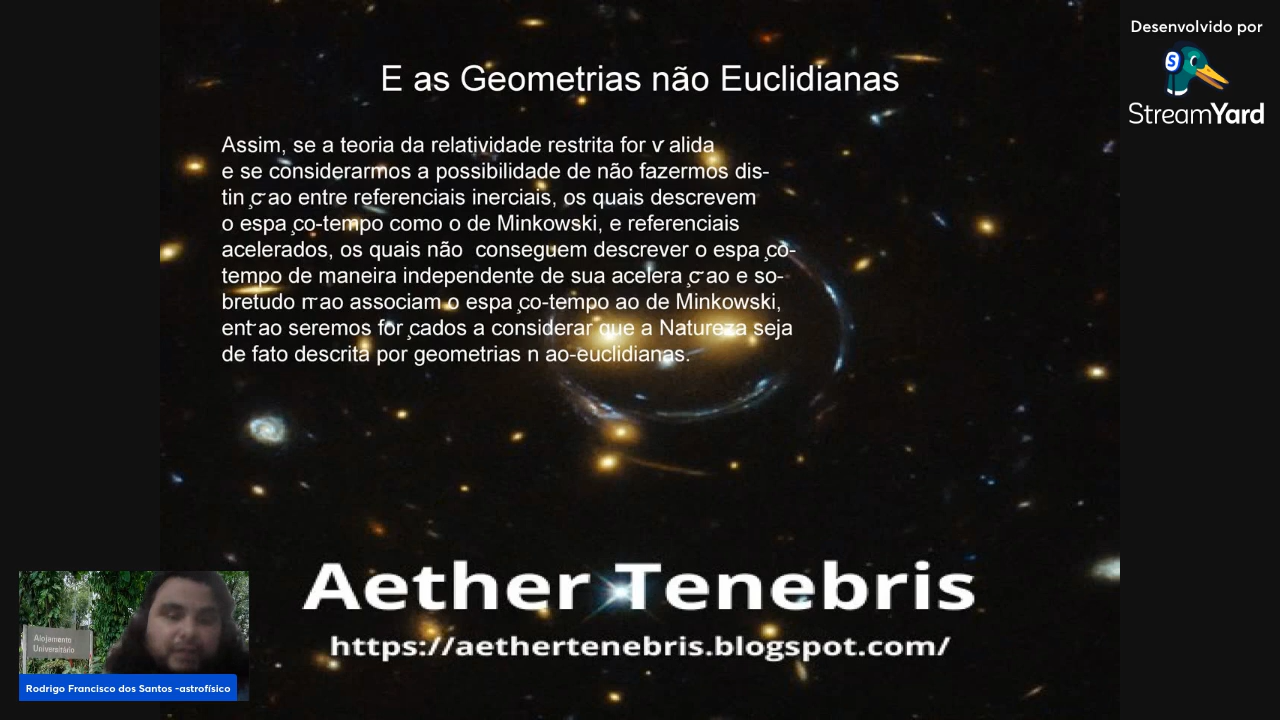 Desenvolvido por
StreamYard
E as Geometrias não Euclidianas
Assim, se a teoria da relatividade restrita for v ́alida
e se considerarmos a possibilidade de não fazermos dis-
tin ̧c ̃ao entre referenciais inerciais, os quais descrevem
o espa ̧co-tempo como o de Minkowski, e referenciais
acelerados, os quais não  conseguem descrever o espa ̧co-
tempo de maneira independente de sua acelera ̧c ̃ao e so-
bretudo n ̃ao associam o espa ̧co-tempo ao de Minkowski,
ent ̃ao seremos for ̧cados a considerar que a Natureza seja
de fato descrita por geometrias n ao-euclidianas.
Aether Tenebris
https://aethertenebris.blogspot.com/
Alojamento
Universitário
Rodrigo Francisco dos Santos -astrofísico